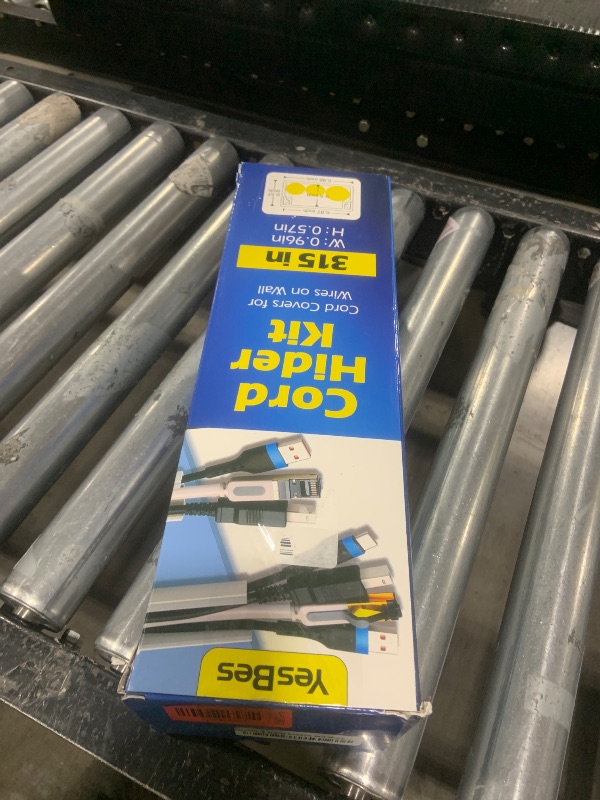 YesBes
Cord
Hider
Kit
Cord Covers for
Wires on Wall
315 in
W:0.96in
H:0.57in